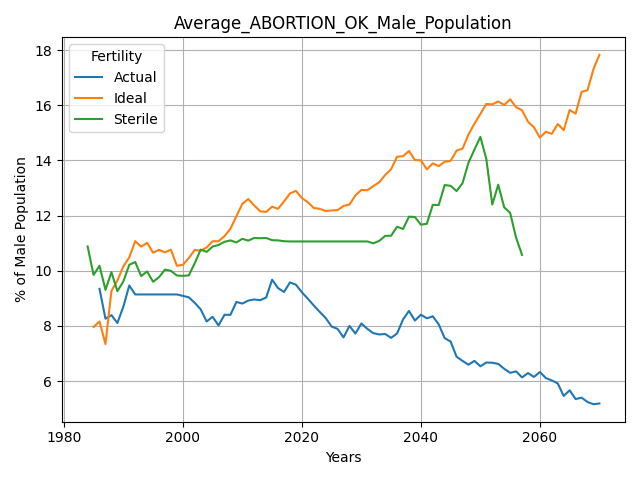 Average_ABORTION_OK_Male_Population
Fertility
Actual
Ideal
Sterile
% of Male Population
18
16
14
12
10
8
6
1980
2000
2020
2040
2060
Years